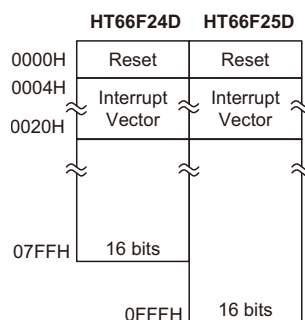 HT66F24D HT66F25D
0000H Reset Reset
0004H Interrupt Vector Interrupt Vector
0020H
07FFH 16 bits
0FFFH 16 bits